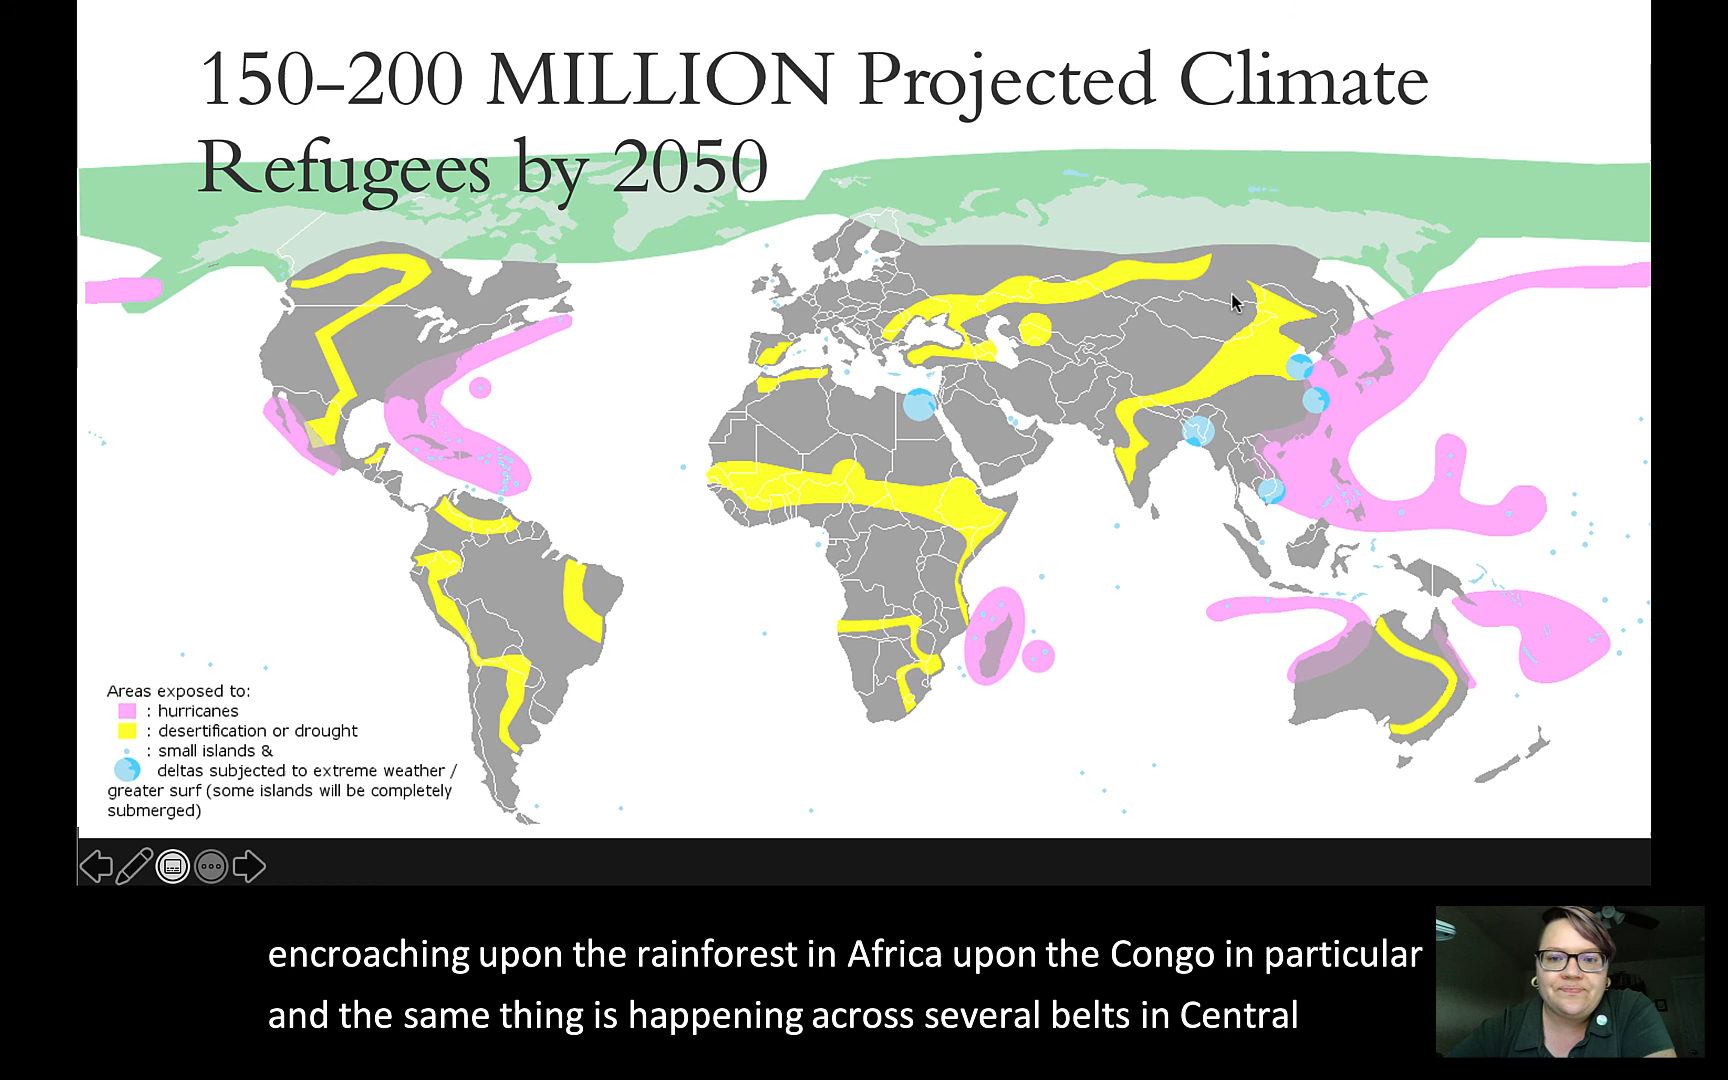 150-200 MILLION Projected Climate
Refugees by 2050
Areas exposed to:
: hurricanes
: desertification or drought
: small islands &
deltas subjected to extreme weather /
greater surf (some islands will be completely
submerged)
encroaching upon the rainforest in Africa upon the Congo in particular
and the same thing is happening across several belts in Central